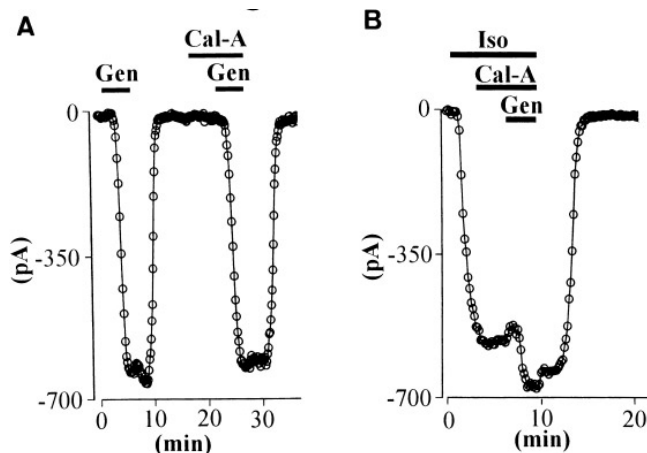 A
Cal-A
Gen
Gen
0
-350
-700
(pA)
0
10
20
30
(min)
B
Iso
Cal-A
Gen
0
-350
-700
(pA)
0
10
20
(min)